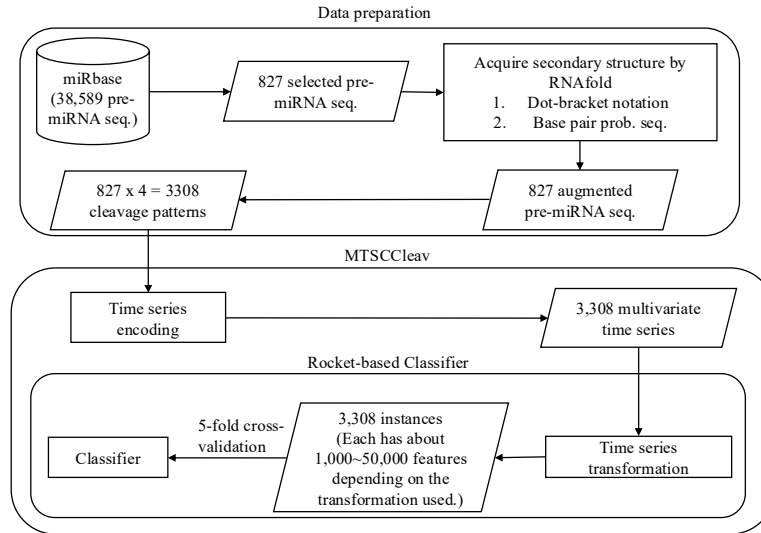 Data preparation
miRbase
(38,589 pre-
miRNA seq.)
827 selected pre-
miRNA seq.
Acquire secondary structure by
RNAfold
1. Dot-bracket notation
2. Base pair prob. seq.
827 x 4 = 3308
cleavage patterns
827 augmented
pre-miRNA seq.
MTSCCleav
Time series
encoding
3,308 multivariate
time series
Rocket-based Classifier
Classifier
5-fold cross-
validation
3,308 instances
(Each has about
1,000~50,000 features
depending on the
transformation used.)
Time series
transformation